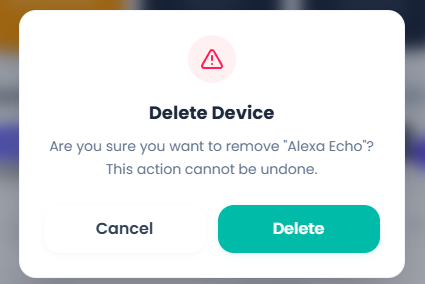 Delete Device
Are you sure you want to remove "Alexa Echo"?
This action cannot be undone.
Cancel
Delete